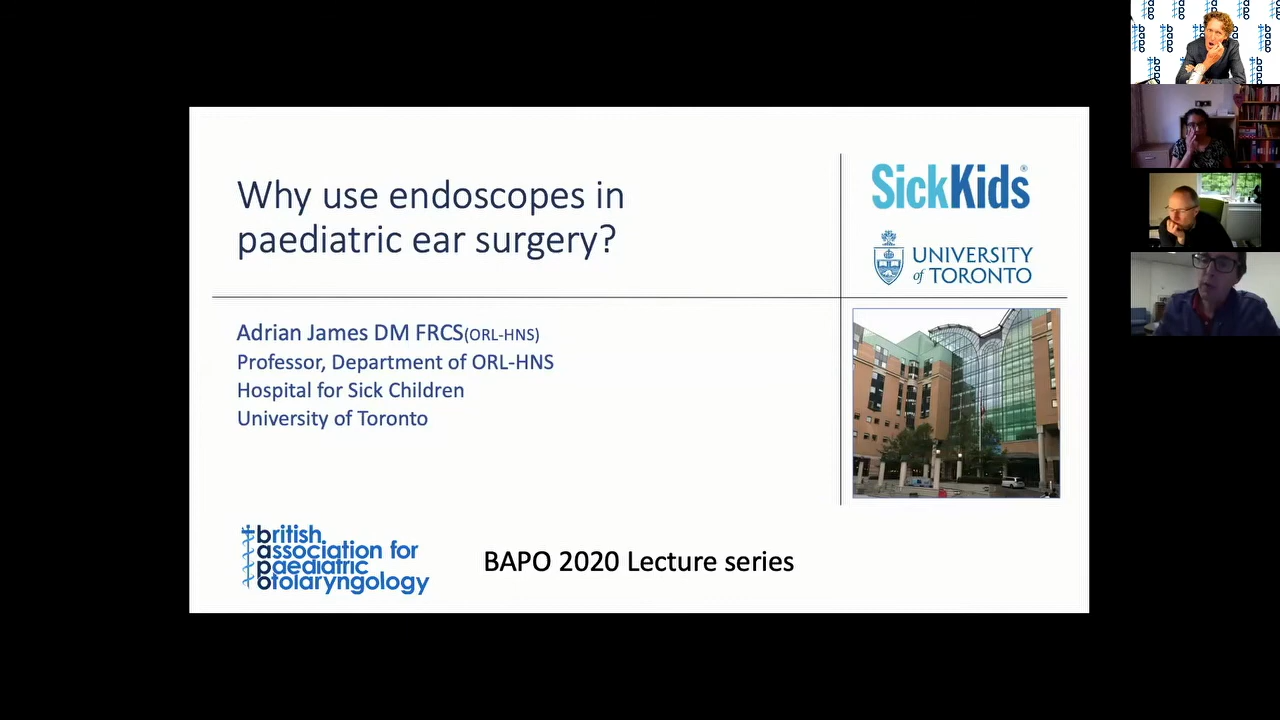 Why use endoscopes in
paediatric ear surgery?
SickKids®
UNIVERSITY
of TORONTO
Adrian James DM FRCS(ORL-HNS)
Professor, Department of ORL-HNS
Hospital for Sick Children
University of Toronto
british
association for
paediatric
otolaryngology
BAPO 2020 Lecture series